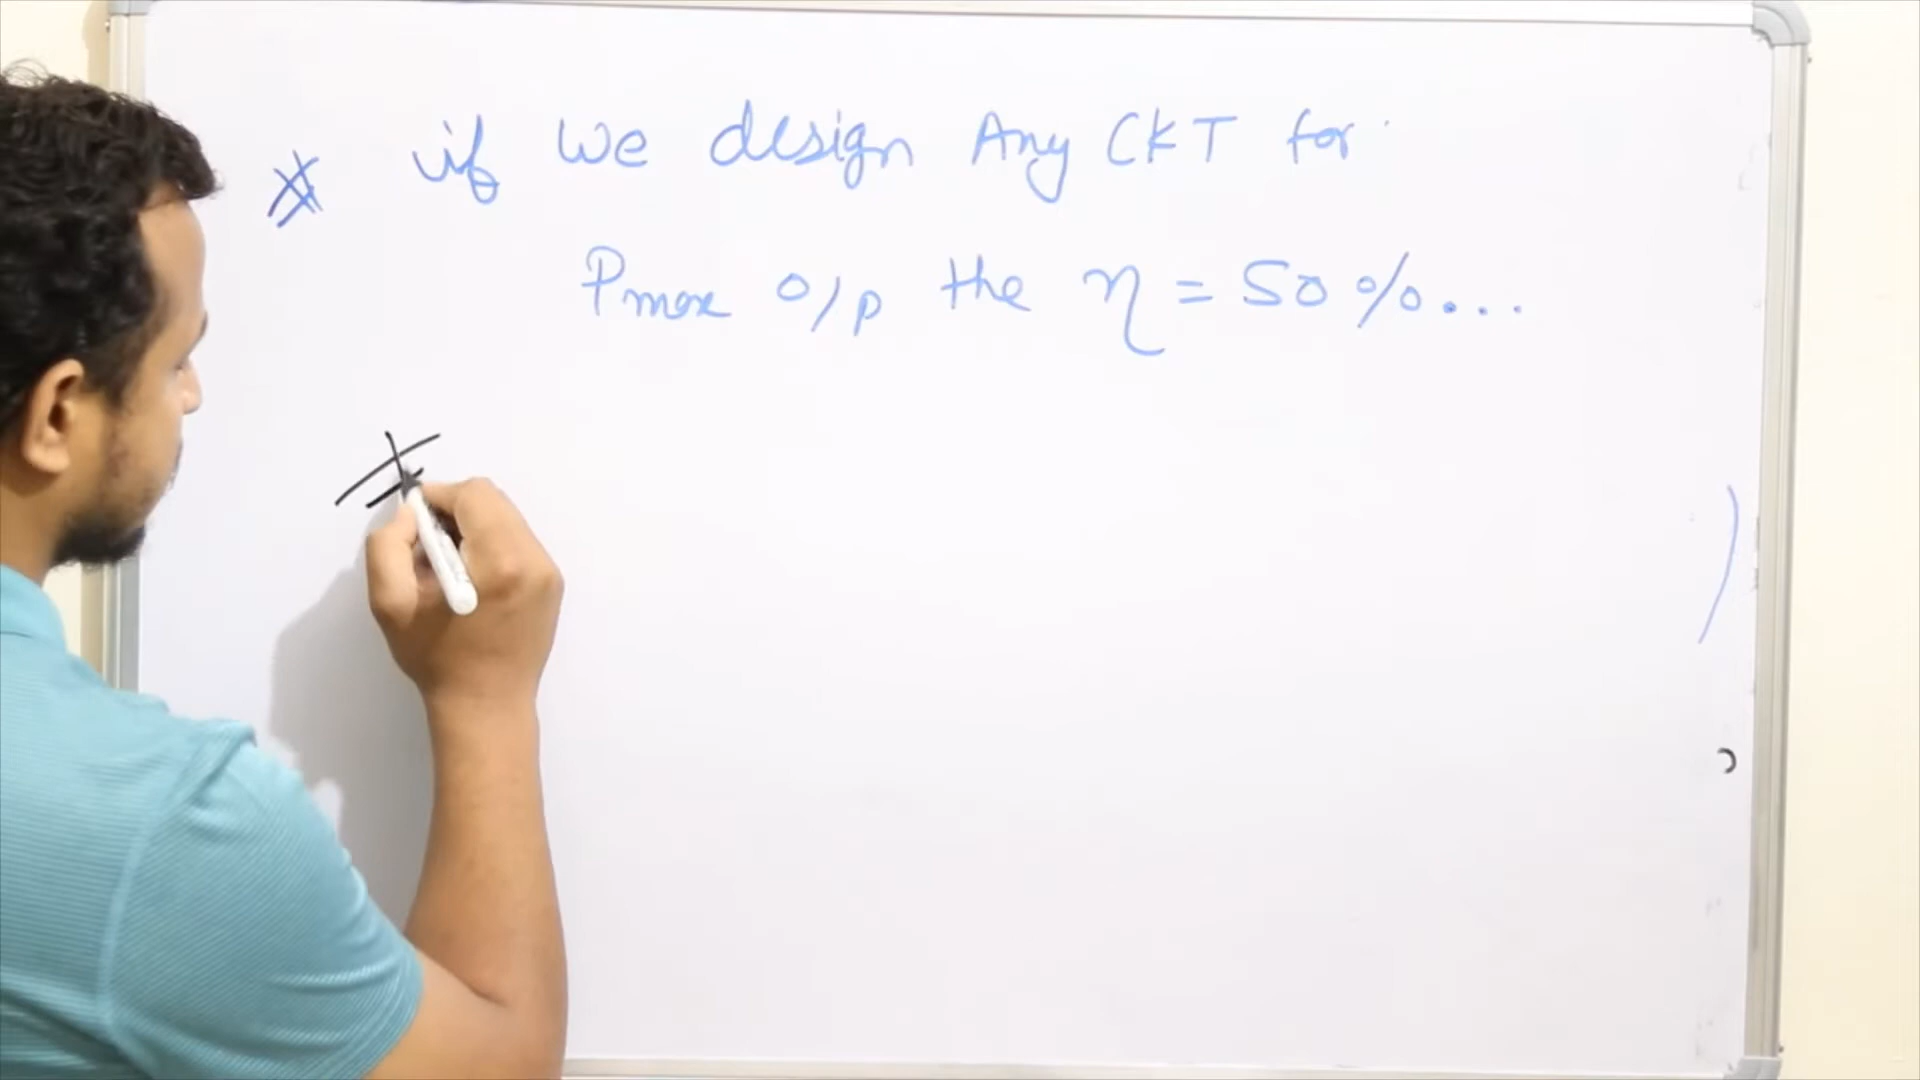 * if We design Any CKT for
Pmax o/p the η = 50%...